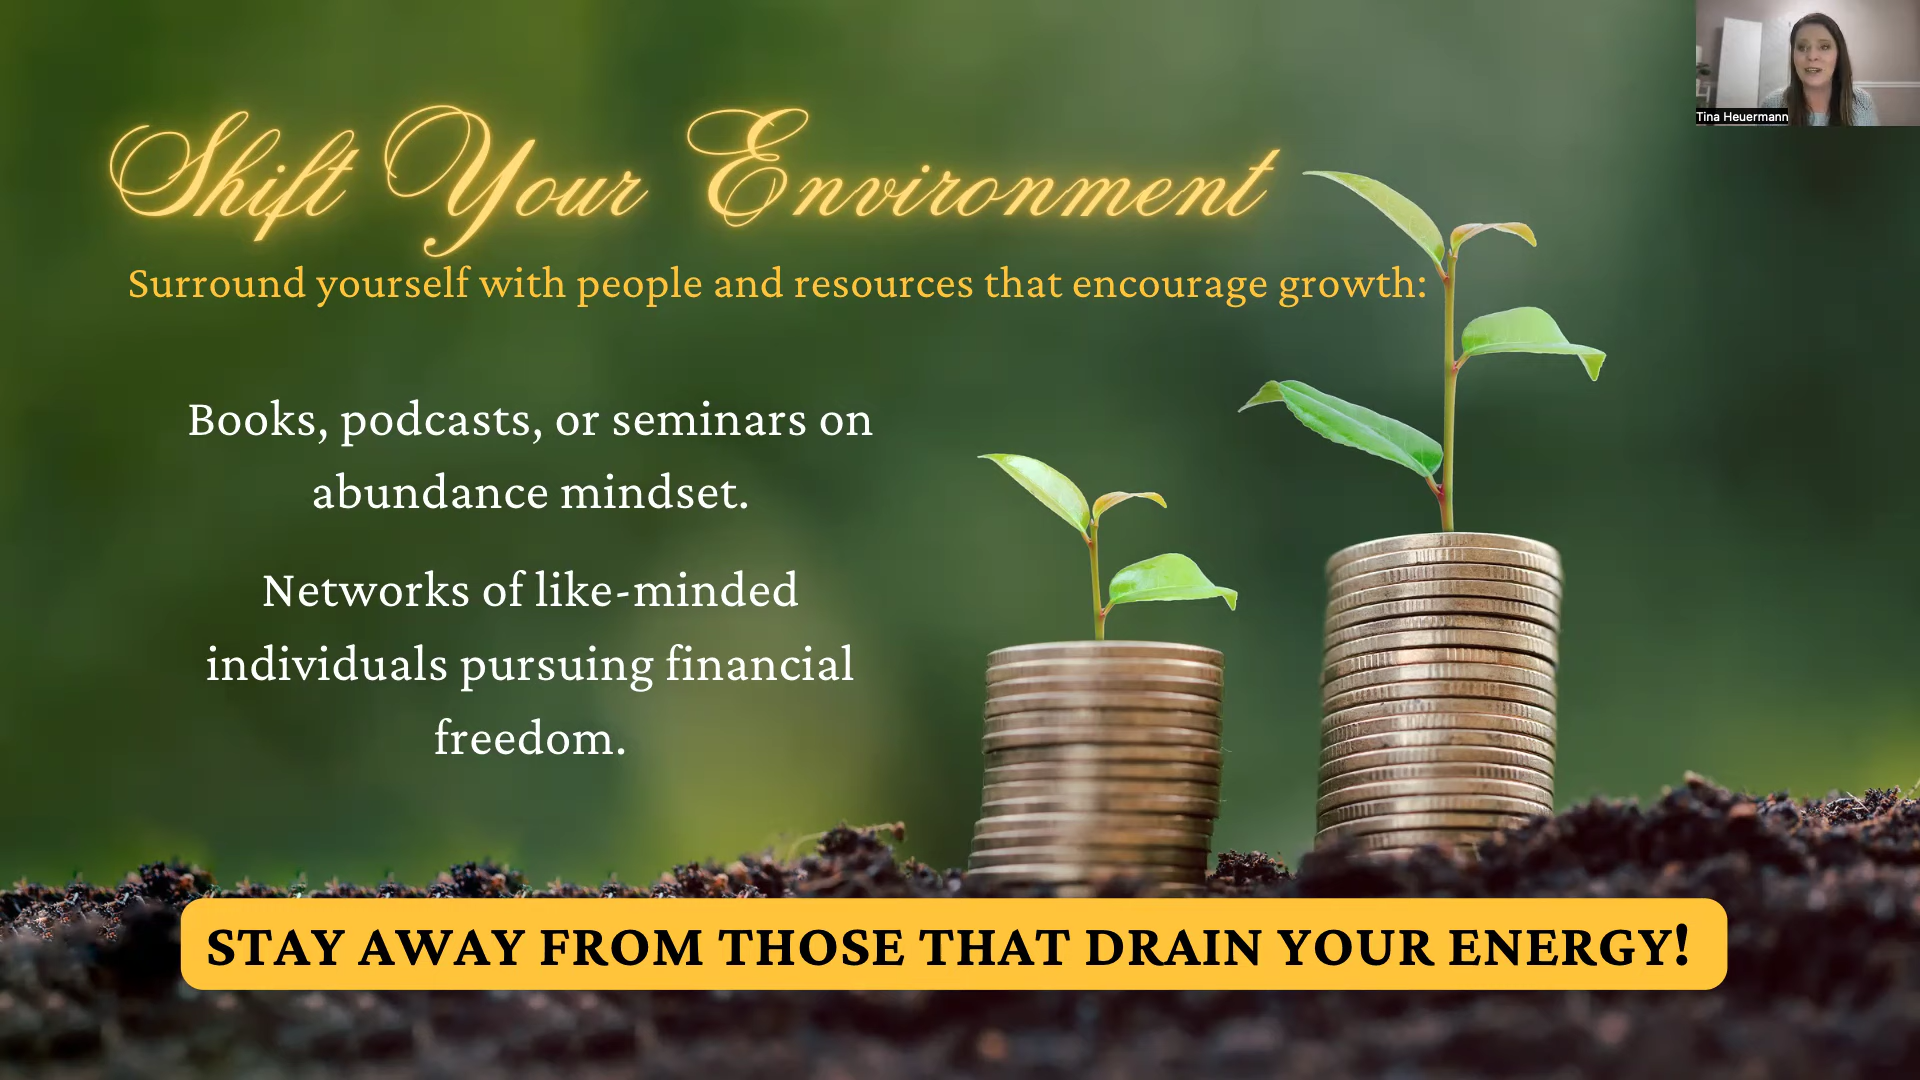 Tina Heuermann
Shift Your Environment
Surround yourself with people and resources that encourage growth:
Books, podcasts, or seminars on
abundance mindset.
Networks of like-minded
individuals pursuing financial
freedom.
STAY AWAY FROM THOSE THAT DRAIN YOUR ENERGY!